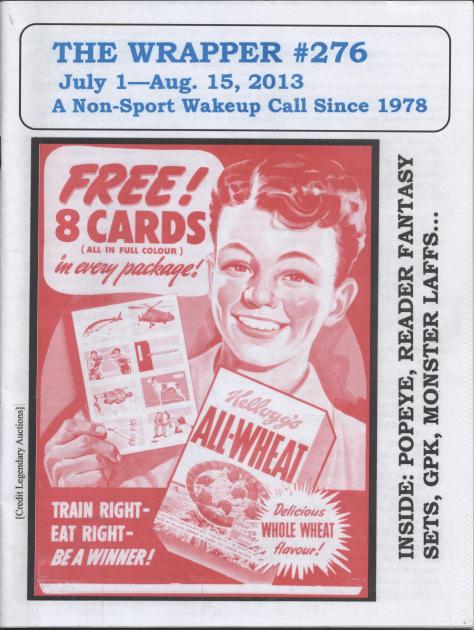 THE WRAPPER #276
July 1—Aug. 15, 2013
A Non-Sport Wakeup Call Since 1978
FREE!
8 CARDS
(ALL IN FULL COLOUR)
in every package!
Kellogg's
ALL-WHEAT
Delicious
WHOLE WHEAT
flavour!
TRAIN RIGHT-
EAT RIGHT-
BE A WINNER!
[Credit Legendary Auctions]
INSIDE: POPEYE, READER FANTASY
SETS, GPK, MONSTER LAFFS...